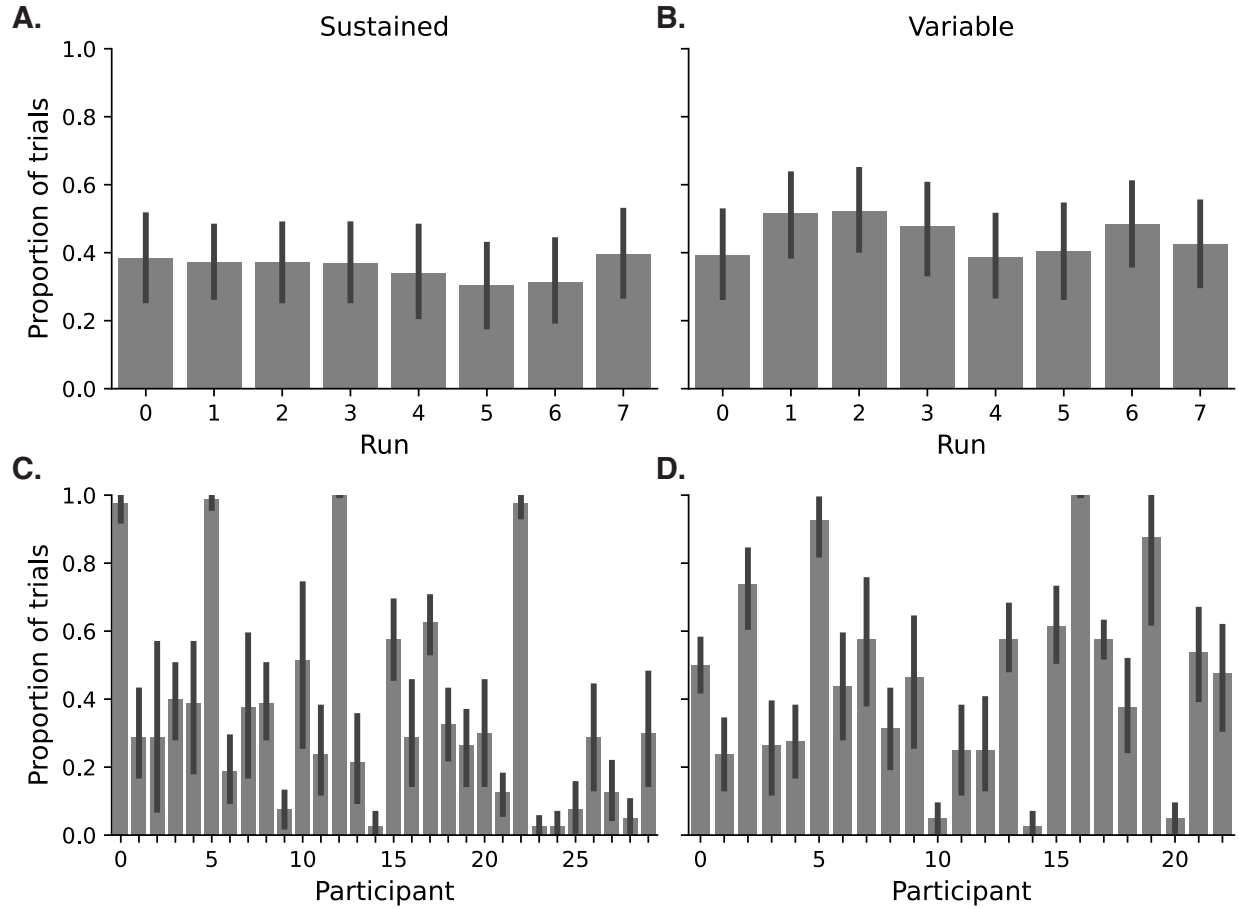 A.
Sustained
B.
Variable
1.0
0.8
0.6
0.4
0.2
0.0
Proportion of trials
0 1 2 3 4 5 6 7
Run
0 1 2 3 4 5 6 7
Run
C.
D.
1.0
0.8
0.6
0.4
0.2
0.0
Proportion of trials
0 5 10 15 20 25
Participant
0 5 10 15 20
Participant